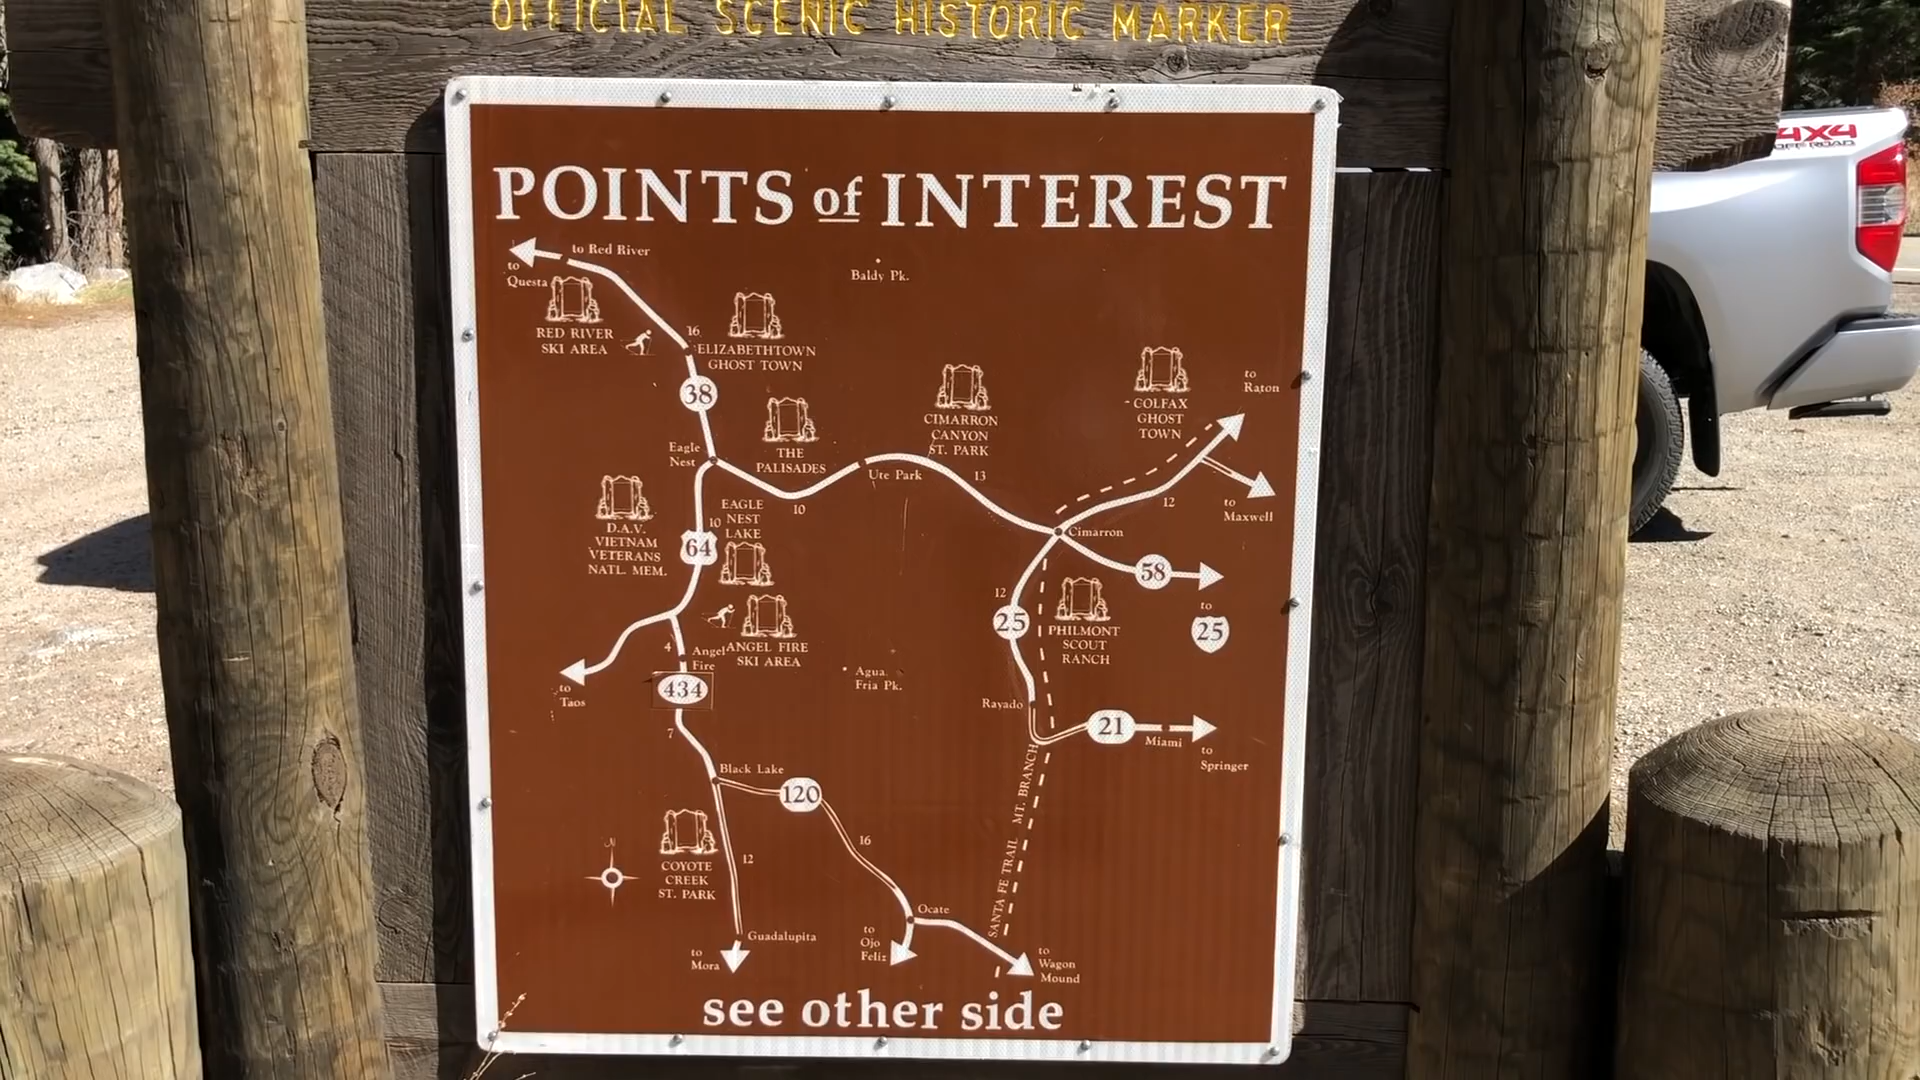 OFFICIAL SCENIC HISTORIC MARKER
POINTS of INTEREST
to Red River
to
Questa
Baldy Pk.
RED RIVER
SKI AREA
16
ELIZABETHTOWN
GHOST TOWN
38
to
Raton
COLFAX
GHOST
TOWN
CIMARRON
CANYON
ST. PARK
THE
PALISADES
Eagle
Nest
Ute Park
13
10
12
to
Maxwell
D.A.V.
VIETNAM
VETERANS
NATL. MEM.
EAGLE
NEST
LAKE
10
64
Cimarron
58
to
25
12
25
PHILMONT
SCOUT
RANCH
4
Angel
Fire
ANGEL FIRE
SKI AREA
to
Taos
434
Agua
Fria Pk.
Rayado
21
Miami
to
Springer
7
Black Lake
120
SANTA FE TRAIL MT. BRANCH
16
12
N
COYOTE
CREEK
ST. PARK
Ocate
Guadalupita
to
Mora
to
Ojo
Feliz
to
Wagon
Mound
see other side
4X4
OFF ROAD